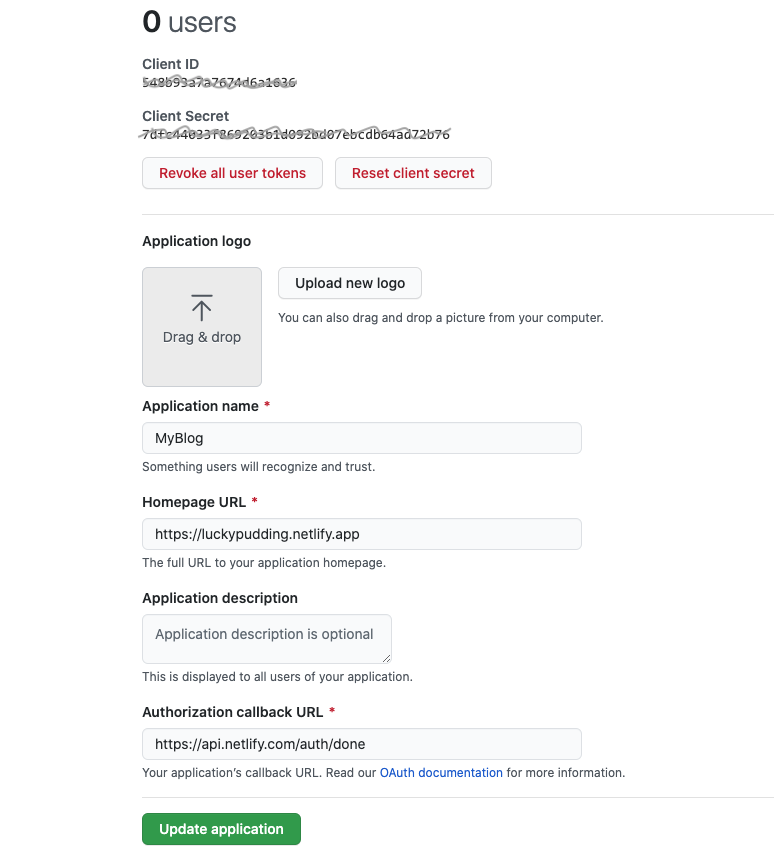 0 users
Client ID
Client Secret
Revoke all user tokens
Reset client secret
Application logo
Drag & drop
Upload new logo
You can also drag and drop a picture from your computer.
Application name *
MyBlog
Something users will recognize and trust.
Homepage URL *
https://luckypudding.netlify.app
The full URL to your application homepage.
Application description
Application description is optional
This is displayed to all users of your application.
Authorization callback URL *
https://api.netlify.com/auth/done
Your application's callback URL. Read our OAuth documentation for more information.
Update application